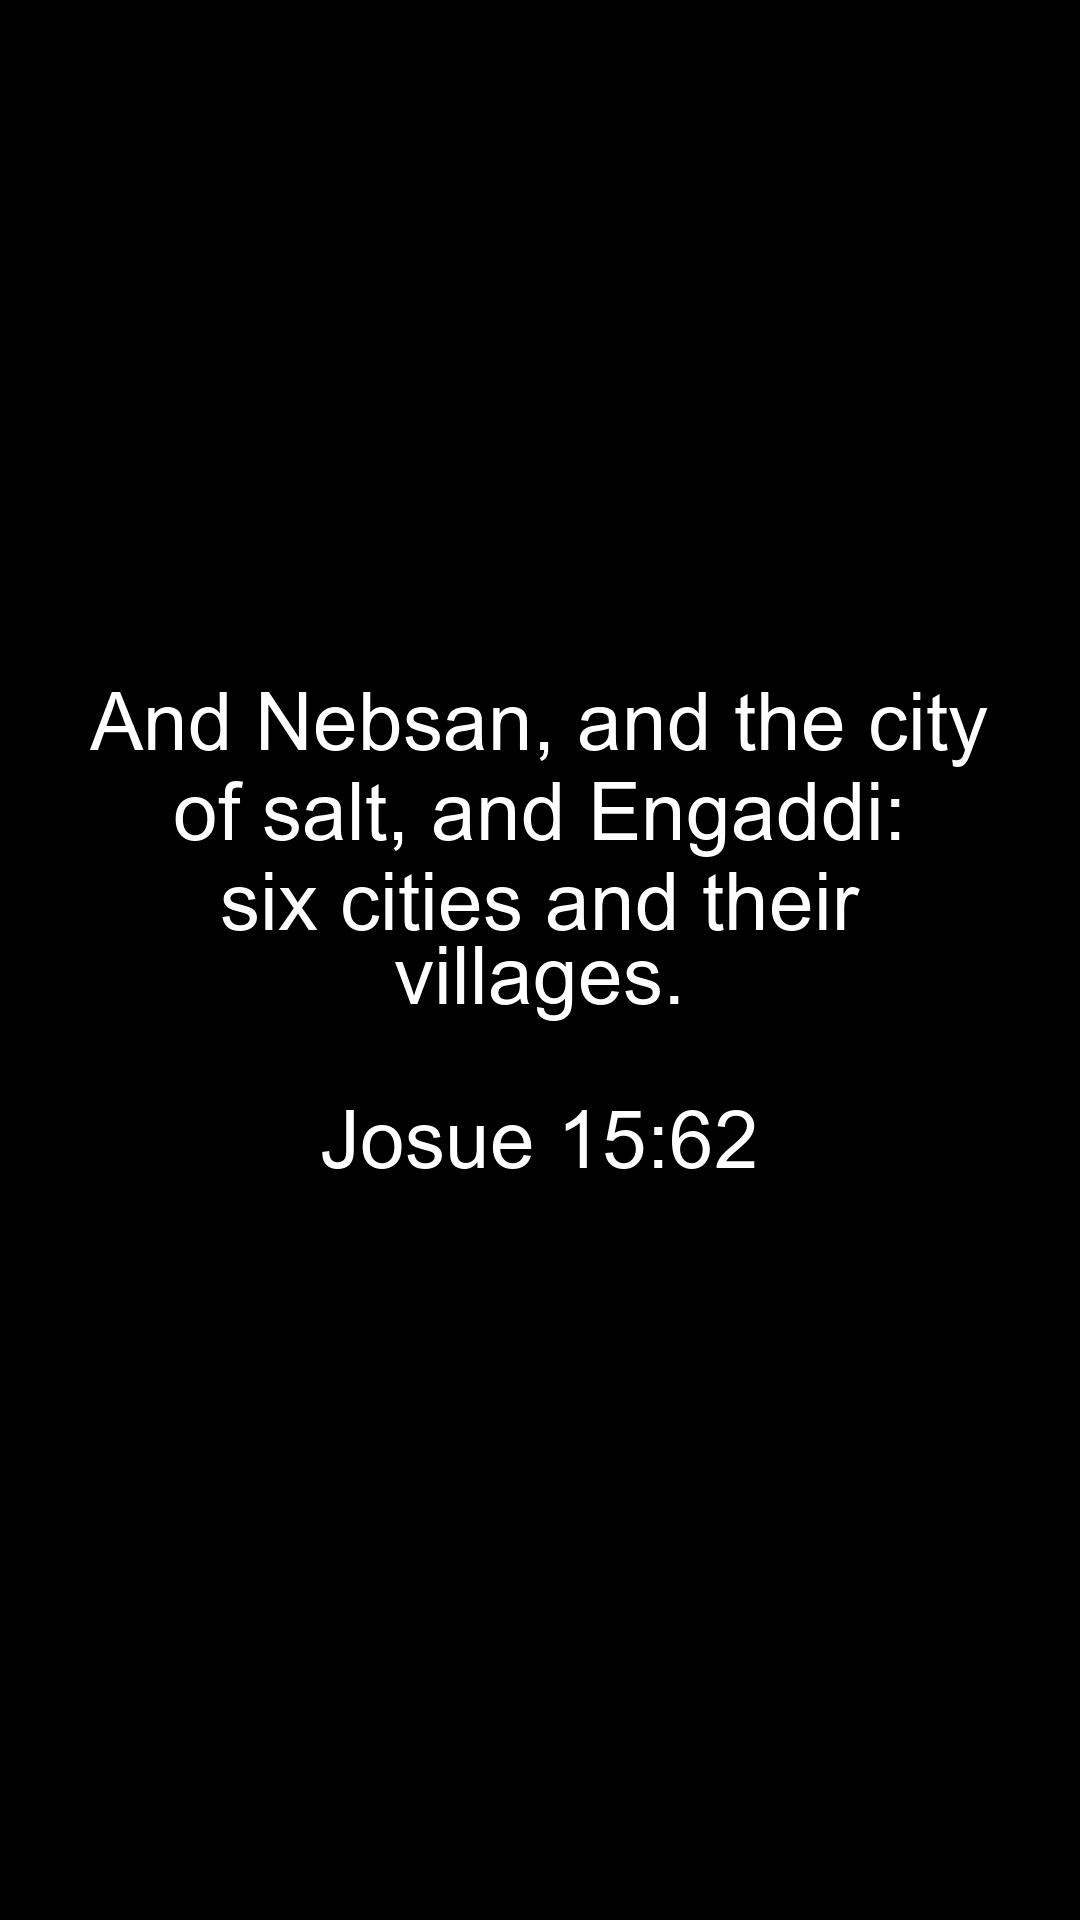 And Nebsan, and the city
of salt, and Engaddi:
six cities and their
villages.
Josue 15:62